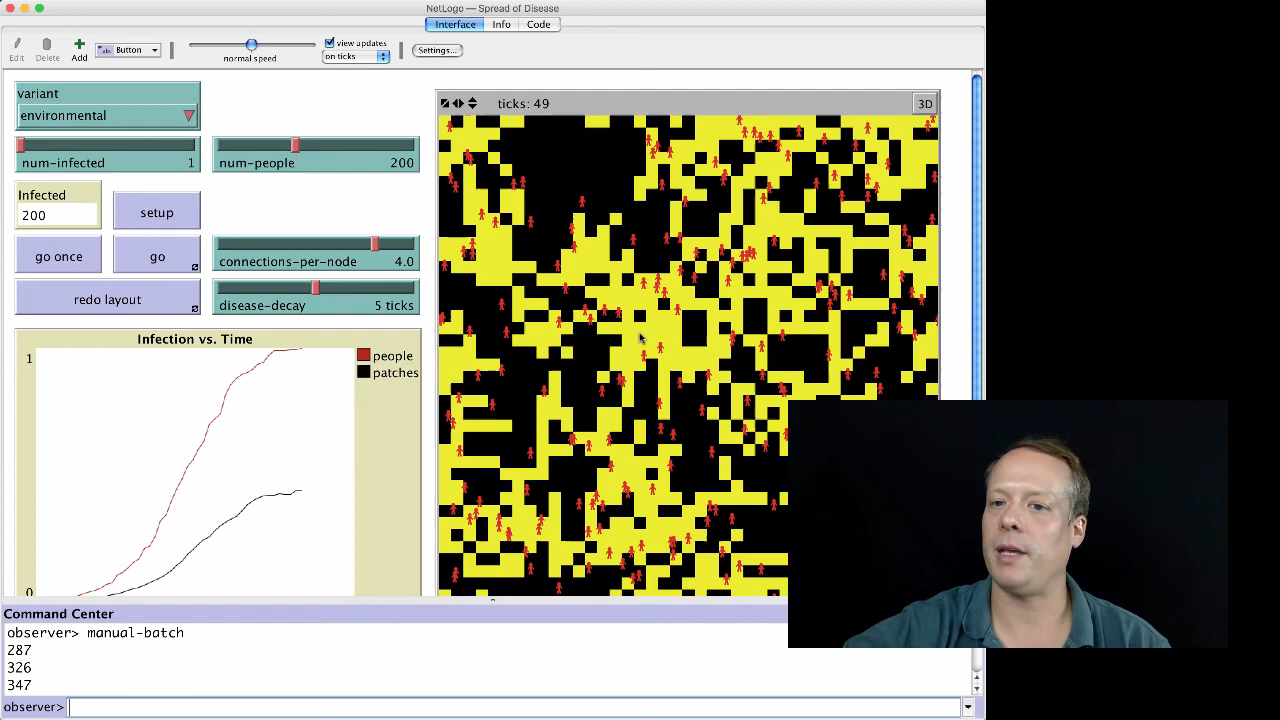 NetLogo — Spread of Disease
Interface Info Code
Edit Delete Add Button normal speed view updates on ticks Settings...
variant
environmental
num-infected 1
num-people 200
Infected
200
setup
go once
go
connections-per-node 4.0
redo layout
disease-decay 5 ticks
Infection vs. Time
1
0
people
patches
ticks: 49
3D
Command Center
observer> manual-batch
287
326
347
observer>